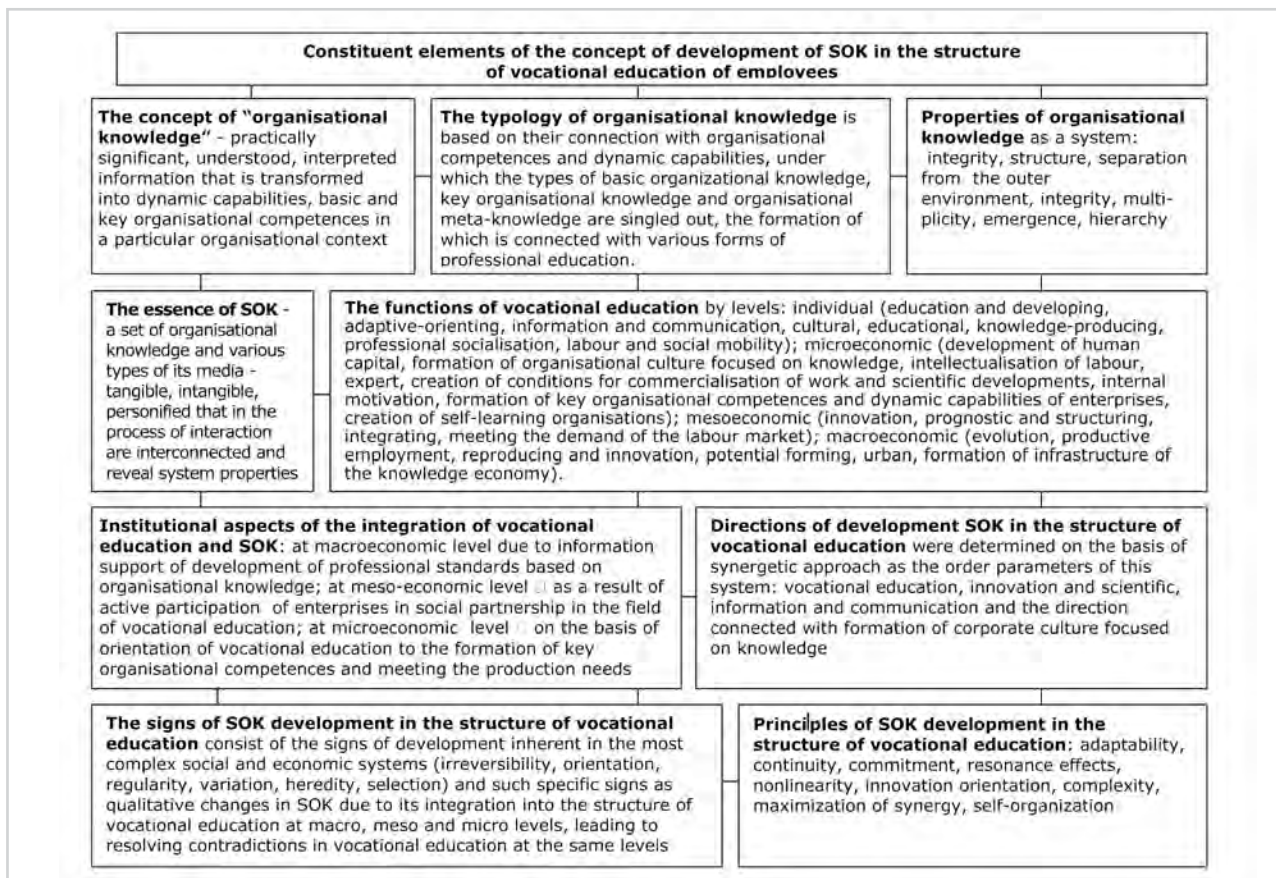 Constituent elements of the concept of development of SOK in the structure
of vocational education of employees
The concept of “organisational
knowledge” - practically
significant, understood, interpreted
information that is transformed
into dynamic capabilities, basic and
key organisational competences in
a particular organisational context
The typology of organisational knowledge is
based on their connection with organisational
competences and dynamic capabilities, under
which the types of basic organizational knowledge,
key organisational knowledge and organisational
meta-knowledge are singled out, the formation of
which is connected with various forms of
professional education.
Properties of organisational
knowledge as a system:
integrity, structure, separation
from the outer
environment, integrity, multi-
plicity, emergence, hierarchy
The essence of SOK -
a set of organisational
knowledge and various
types of its media -
tangible, intangible,
personified that in the
process of interaction
are interconnected and
reveal system properties
The functions of vocational education by levels: individual (education and developing,
adaptive-orienting, information and communication, cultural, educational, knowledge-producing,
professional socialisation, labour and social mobility); microeconomic (development of human
capital, formation of organisational culture focused on knowledge, intellectualisation of labour,
expert, creation of conditions for commercialisation of work and scientific developments, internal
motivation, formation of key organisational competences and dynamic capabilities of enterprises,
creation of self-learning organisations); mesoeconomic (innovation, prognostic and structuring,
integrating, meeting the demand of the labour market); macroeconomic (evolution, productive
employment, reproducing and innovation, potential forming, urban, formation of infrastructure of
the knowledge economy).
Institutional aspects of the integration of vocational
education and SOK: at macroeconomic level due to information
support of development of professional standards based on
organisational knowledge; at meso-economic level □ as a result of
active participation of enterprises in social partnership in the field
of vocational education; at microeconomic level □ on the basis of
orientation of vocational education to the formation of key
organisational competences and meeting the production needs
Directions of development SOK in the structure of
vocational education were determined on the basis of
synergetic approach as the order parameters of this
system: vocational education, innovation and scientific,
information and communication and the direction
connected with formation of corporate culture focused
on knowledge
The signs of SOK development in the structure of vocational
education consist of the signs of development inherent in the most
complex social and economic systems (irreversibility, orientation,
regularity, variation, heredity, selection) and such specific signs as
qualitative changes in SOK due to its integration into the structure of
vocational education at macro, meso and micro levels, leading to
resolving contradictions in vocational education at the same levels
Principles of SOK development in the
structure of vocational education: adaptability,
continuity, commitment, resonance effects,
nonlinearity, innovation orientation, complexity,
maximization of synergy, self-organization